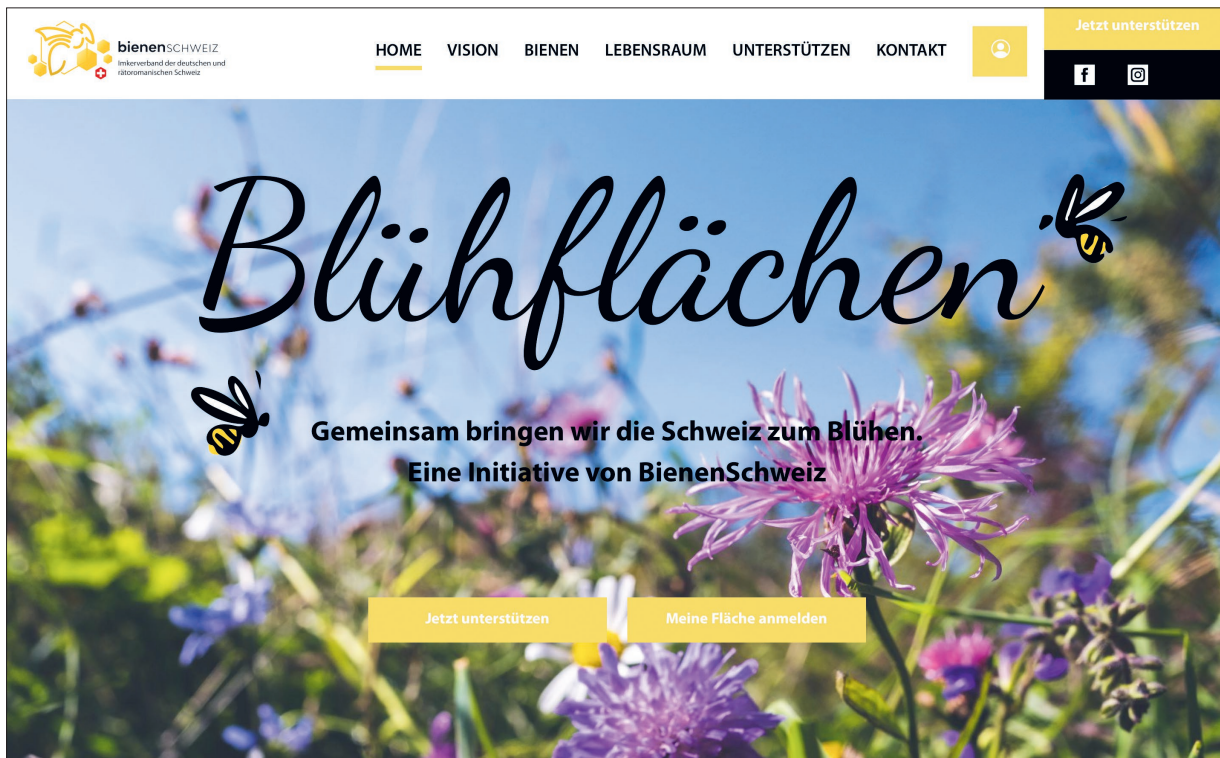 bienenSCHWEIZ
Imkerverband der deutschen und
rätoromanischen Schweiz
HOME VISION BIENEN LEBENSRAUM UNTERSTÜTZEN KONTAKT
Jetzt unterstützen
Blühflächen
Gemeinsam bringen wir die Schweiz zum Blühen.
Eine Initiative von BienenSchweiz
Jetzt unterstützen
Meine Fläche anmelden